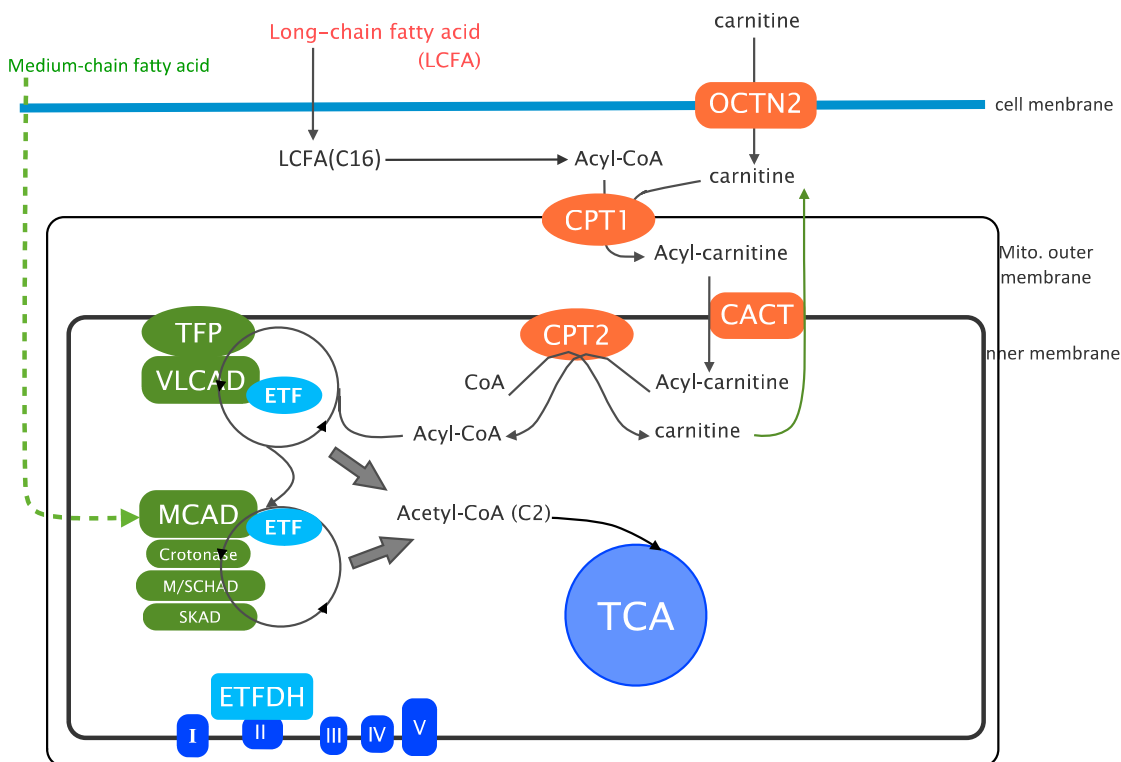 carnitine
Long-chain fatty acid
(LCFA)
Medium-chain fatty acid
OCTN2
cell menbrane
LCFA(C16)
Acyl-CoA
carnitine
CPT1
Acyl-carnitine
Mito. outer
membrane
CACT
TFP
CPT2
nner membrane
VLCAD
ETF
CoA
Acyl-carnitine
Acyl-CoA
carnitine
MCAD
ETF
Acetyl-CoA (C2)
Crotonase
M/SCHAD
SKAD
TCA
ETFDH
I
II
III
IV
V